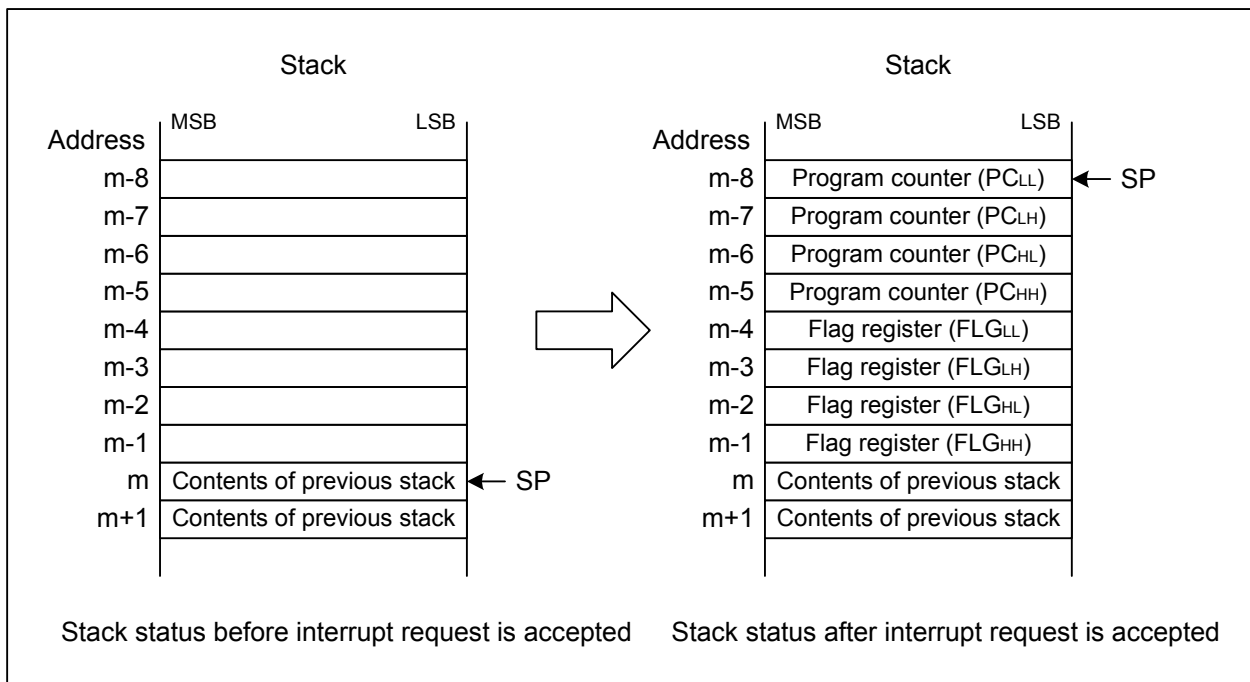 Stack Stack
MSB LSB MSB LSB
Address Address
m-8 m-8 Program counter (PCLL) SP
m-7 m-7 Program counter (PCLH)
m-6 m-6 Program counter (PCHL)
m-5 m-5 Program counter (PCHH)
m-4 m-4 Flag register (FLGLL)
m-3 m-3 Flag register (FLGLH)
m-2 m-2 Flag register (FLGHL)
m-1 m-1 Flag register (FLGHH)
m Contents of previous stack SP m Contents of previous stack
m+1 Contents of previous stack m+1 Contents of previous stack
Stack status before interrupt request is accepted Stack status after interrupt request is accepted